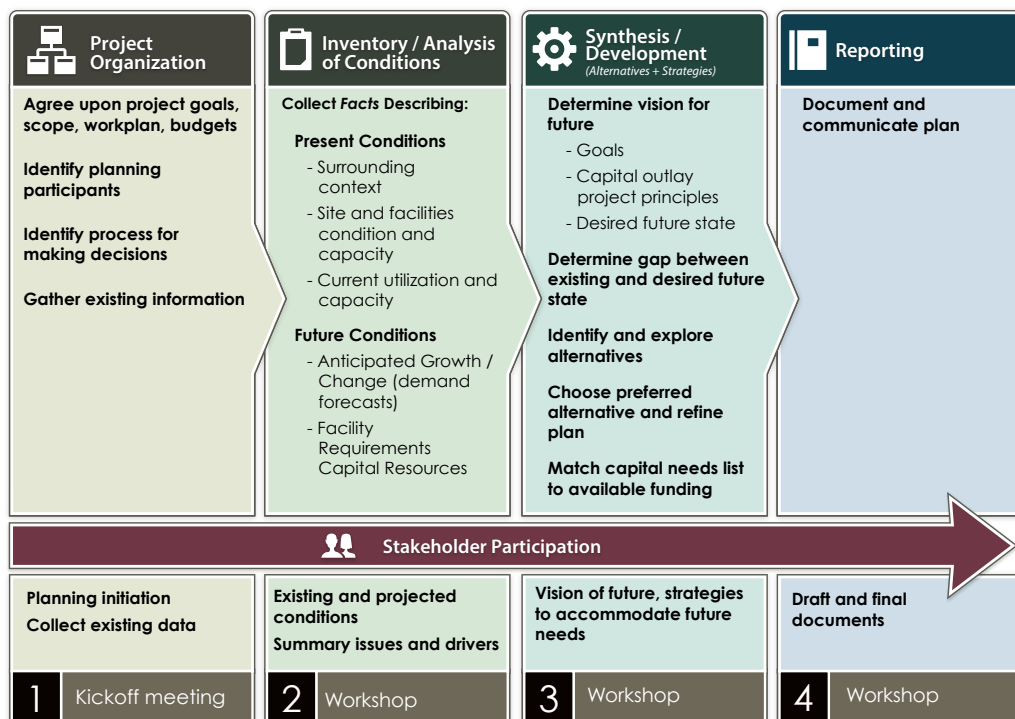 Project
Organization
Agree upon project goals,
scope, workplan, budgets
Identify planning
participants
Identify process for
making decisions
Gather existing information
Inventory / Analysis
of Conditions
Collect Facts Describing:
Present Conditions
- Surrounding
context
- Site and facilities
condition and
capacity
- Current utilization and
capacity
Future Conditions
- Anticipated Growth /
Change (demand
forecasts)
- Facility
Requirements
Capital Resources
Synthesis /
Development
(Alternatives + Strategies)
Determine vision for
future
- Goals
- Capital outlay
project principles
- Desired future state
Determine gap between
existing and desired future
state
Identify and explore
alternatives
Choose preferred
alternative and refine
plan
Match capital needs list
to available funding
Reporting
Document and
communicate plan
Stakeholder Participation
Planning initiation
Collect existing data
1 Kickoff meeting
Existing and projected
conditions
Summary issues and drivers
2 Workshop
Vision of future, strategies
to accommodate future
needs
3 Workshop
Draft and final
documents
4 Workshop